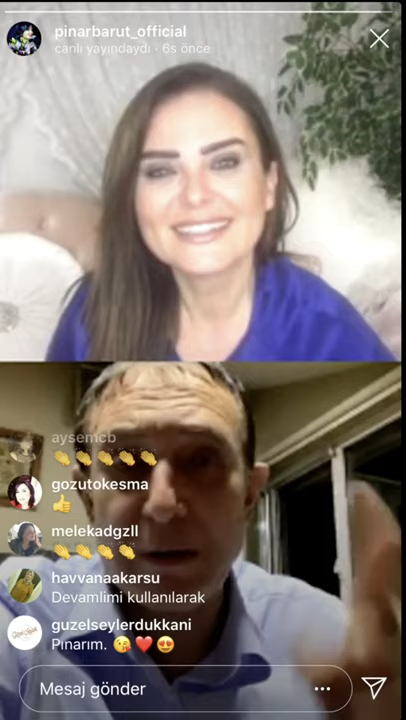 pinarbarut_official
canlı yayındaydı · 6s önce
aysemcb
👏👏👏👏👏
gozutokesma
👍
melekadgzll
👏👏👏👏
havvanaakarsu
Devamlimi kullanılarak
guzelseylerdukkani
Pınarım. 😘❤️😍
Mesaj gönder